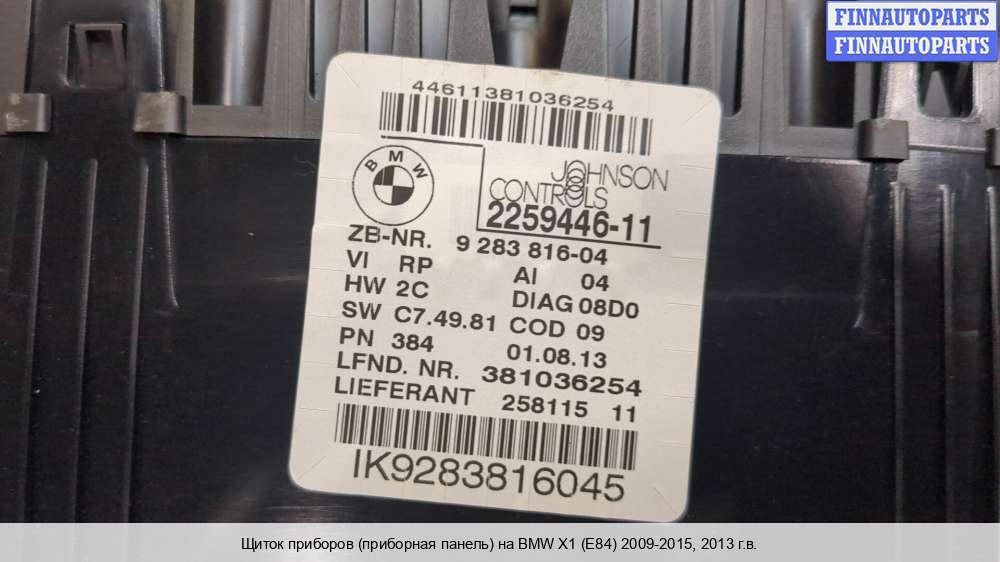 FINNAUTOPARTS
FINNAUTOPARTS
44611381036254
BMW
JOHNSON
CONTROLS
2259446-11
ZB-NR. 9 283 816-04
VI RP AI 04
HW 2C DIAG 08D0
SW C7.49.81 COD 09
PN 384 01.08.13
LFND. NR. 381036254
LIEFERANT 258115 11
IK9283816045
Щиток приборов (приборная панель) на BMW X1 (E84) 2009-2015, 2013 г.в.